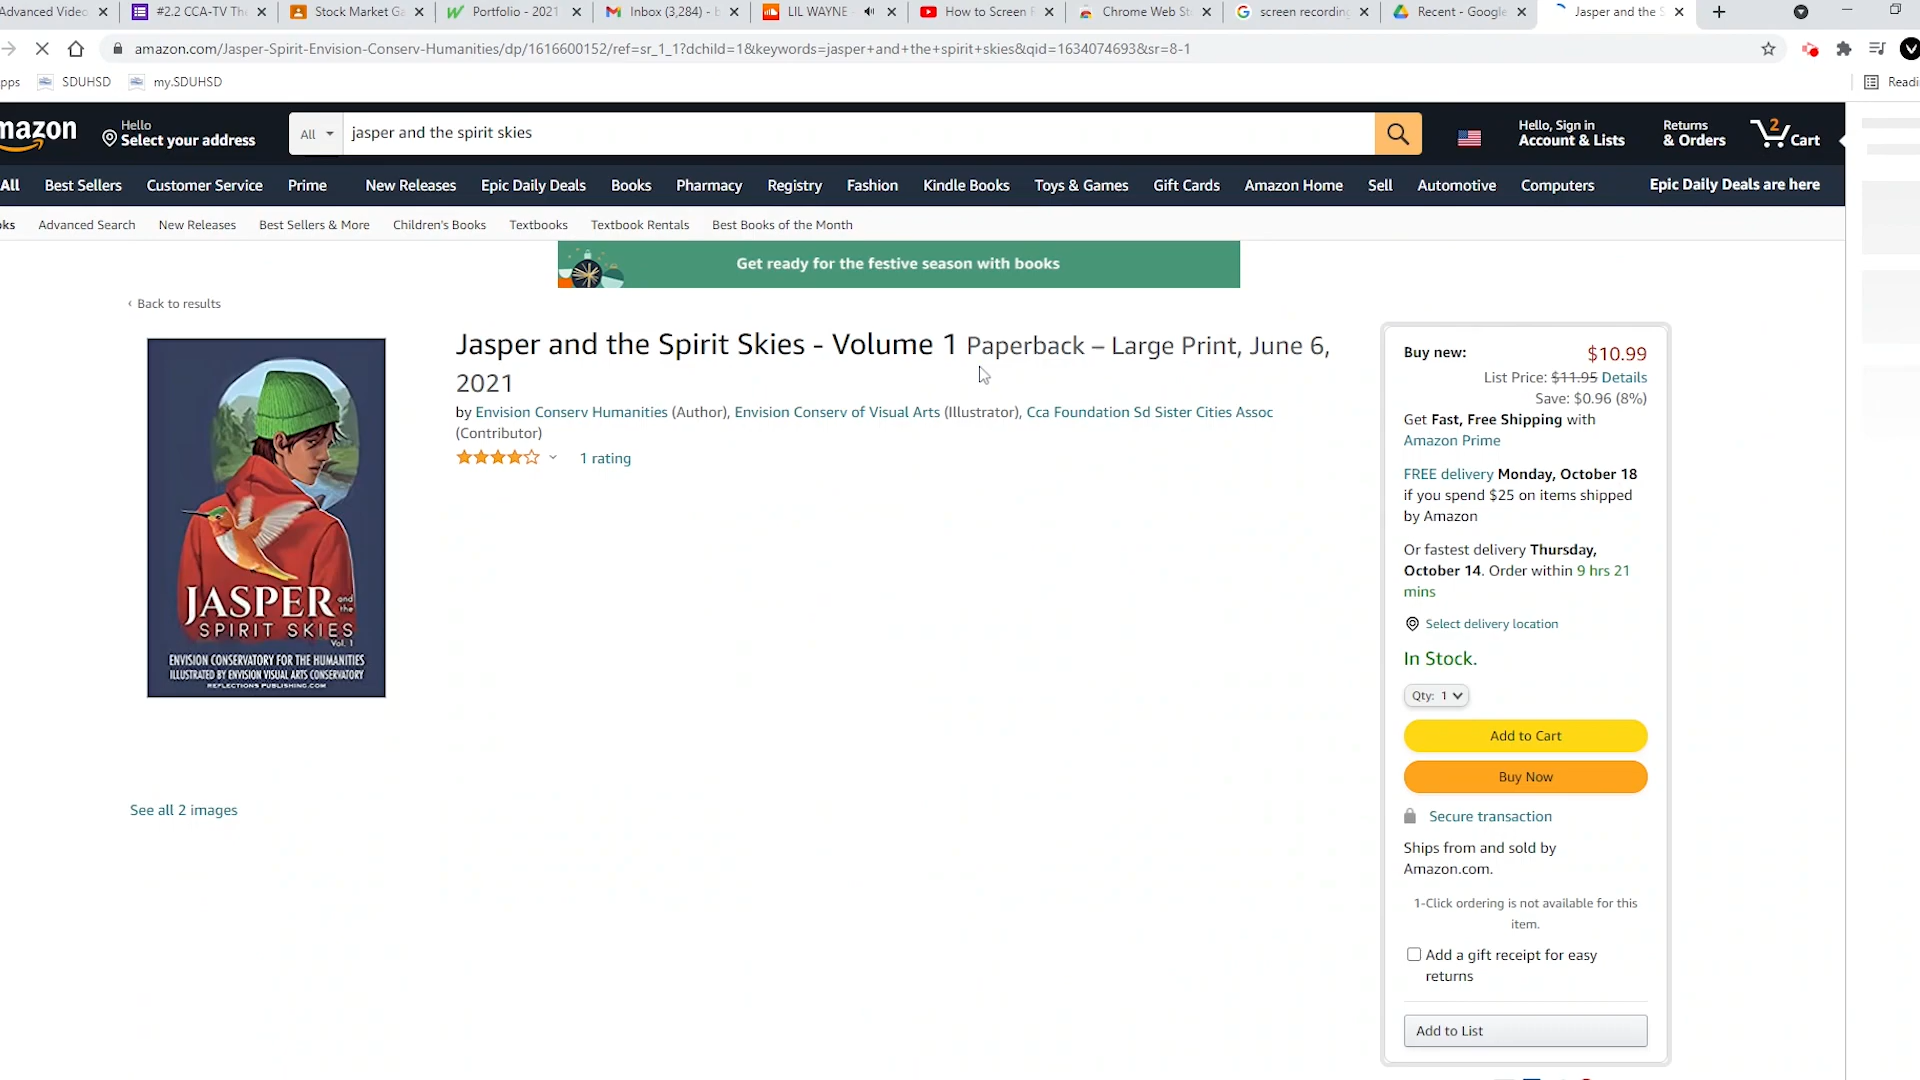 Advanced Video
#2.2 CCA-TV Th
Stock Market Ga
Portfolio - 2021
Inbox (3,284) - b
LIL WAYNE
How to Screen R
Chrome Web St
screen recording
Recent - Google
Jasper and the S
amazon.com/Jasper-Spirit-Envision-Conserv-Humanities/dp/1616600152/ref=sr_1_1?dchild=1&keywords=jasper+and+the+spirit+skies&qid=1634074693&sr=8-1
V
pps
SDUHSD
my.SDUHSD
Readi
mazon
Hello
Select your address
All
jasper and the spirit skies
Hello, Sign in
Account & Lists
Returns
& Orders
2
Cart
All
Best Sellers
Customer Service
Prime
New Releases
Epic Daily Deals
Books
Pharmacy
Registry
Fashion
Kindle Books
Toys & Games
Gift Cards
Amazon Home
Sell
Automotive
Computers
Epic Daily Deals are here
ks
Advanced Search
New Releases
Best Sellers & More
Children's Books
Textbooks
Textbook Rentals
Best Books of the Month
Get ready for the festive season with books
‹ Back to results
JASPER and the
SPIRIT SKIES
Vol. 1
ENVISION CONSERVATORY FOR THE HUMANITIES
ILLUSTRATED BY ENVISION VISUAL ARTS CONSERVATORY
REFLECTIONS PUBLISHING.COM
See all 2 images
Jasper and the Spirit Skies - Volume 1 Paperback – Large Print, June 6,
2021
by Envision Conserv Humanities (Author), Envision Conserv of Visual Arts (Illustrator), Cca Foundation Sd Sister Cities Assoc
(Contributor)
1 rating
Buy new: $10.99
List Price: $11.95 Details
Save: $0.96 (8%)
Get Fast, Free Shipping with
Amazon Prime
FREE delivery Monday, October 18
if you spend $25 on items shipped
by Amazon
Or fastest delivery Thursday,
October 14. Order within 9 hrs 21
mins
Select delivery location
In Stock.
Qty: 1
Add to Cart
Buy Now
Secure transaction
Ships from and sold by
Amazon.com.
1-Click ordering is not available for this
item.
Add a gift receipt for easy
returns
Add to List